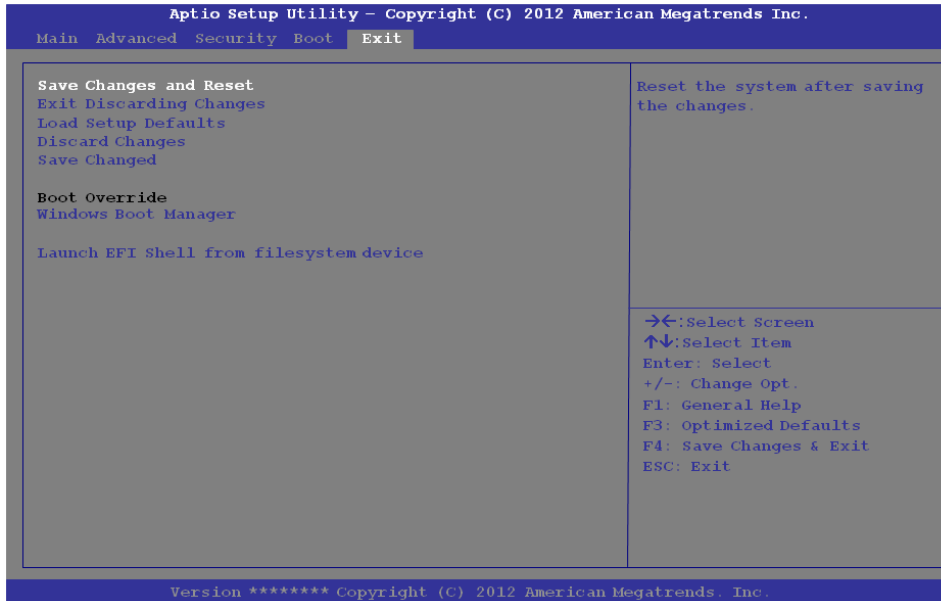 Aptio Setup Utility – Copyright (C) 2012 American Megatrends Inc.
Main Advanced Security Boot Exit
Save Changes and Reset
Exit Discarding Changes
Load Setup Defaults
Discard Changes
Save Changed
Boot Override
Windows Boot Manager
Launch EFI Shell from filesystem device
Reset the system after saving
the changes.
→←:Select Screen
↑↓:Select Item
Enter: Select
+/-: Change Opt.
F1: General Help
F3: Optimized Defaults
F4: Save Changes & Exit
ESC: Exit
Version ******** Copyright (C) 2012 American Megatrends. Inc.